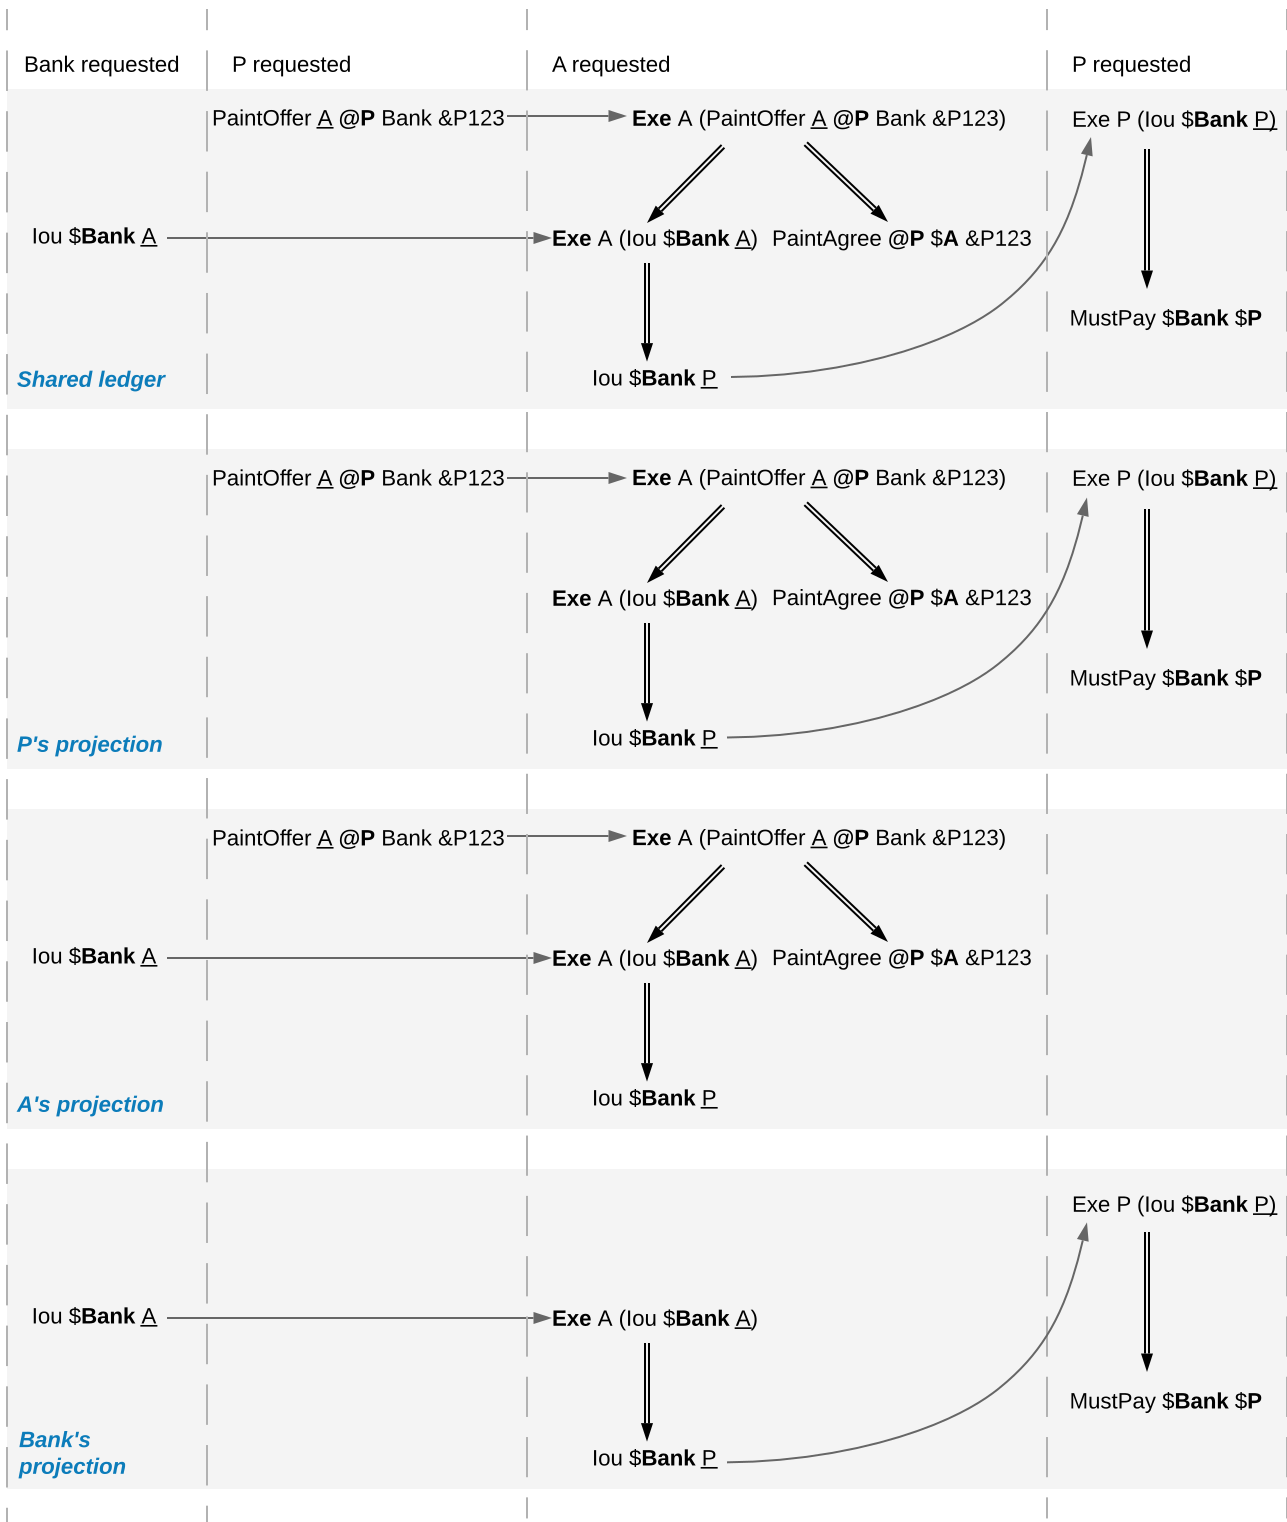 Bank requested P requested A requested P requested
PaintOffer A @P Bank &P123 Exe A (PaintOffer A @P Bank &P123) Exe P (Iou $Bank P)
Iou $Bank A Exe A (Iou $Bank A) PaintAgree @P $A &P123
MustPay $Bank $P
Shared ledger Iou $Bank P
PaintOffer A @P Bank &P123 Exe A (PaintOffer A @P Bank &P123) Exe P (Iou $Bank P)
Exe A (Iou $Bank A) PaintAgree @P $A &P123
MustPay $Bank $P
P's projection Iou $Bank P
PaintOffer A @P Bank &P123 Exe A (PaintOffer A @P Bank &P123)
Iou $Bank A Exe A (Iou $Bank A) PaintAgree @P $A &P123
A's projection Iou $Bank P
Exe P (Iou $Bank P)
Iou $Bank A Exe A (Iou $Bank A)
MustPay $Bank $P
Bank's
projection Iou $Bank P